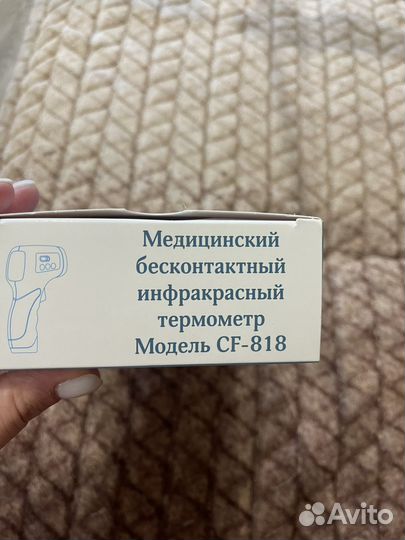 Медицинский
бесконтактный
инфракрасный
термометр
Модель CF-818
Avito